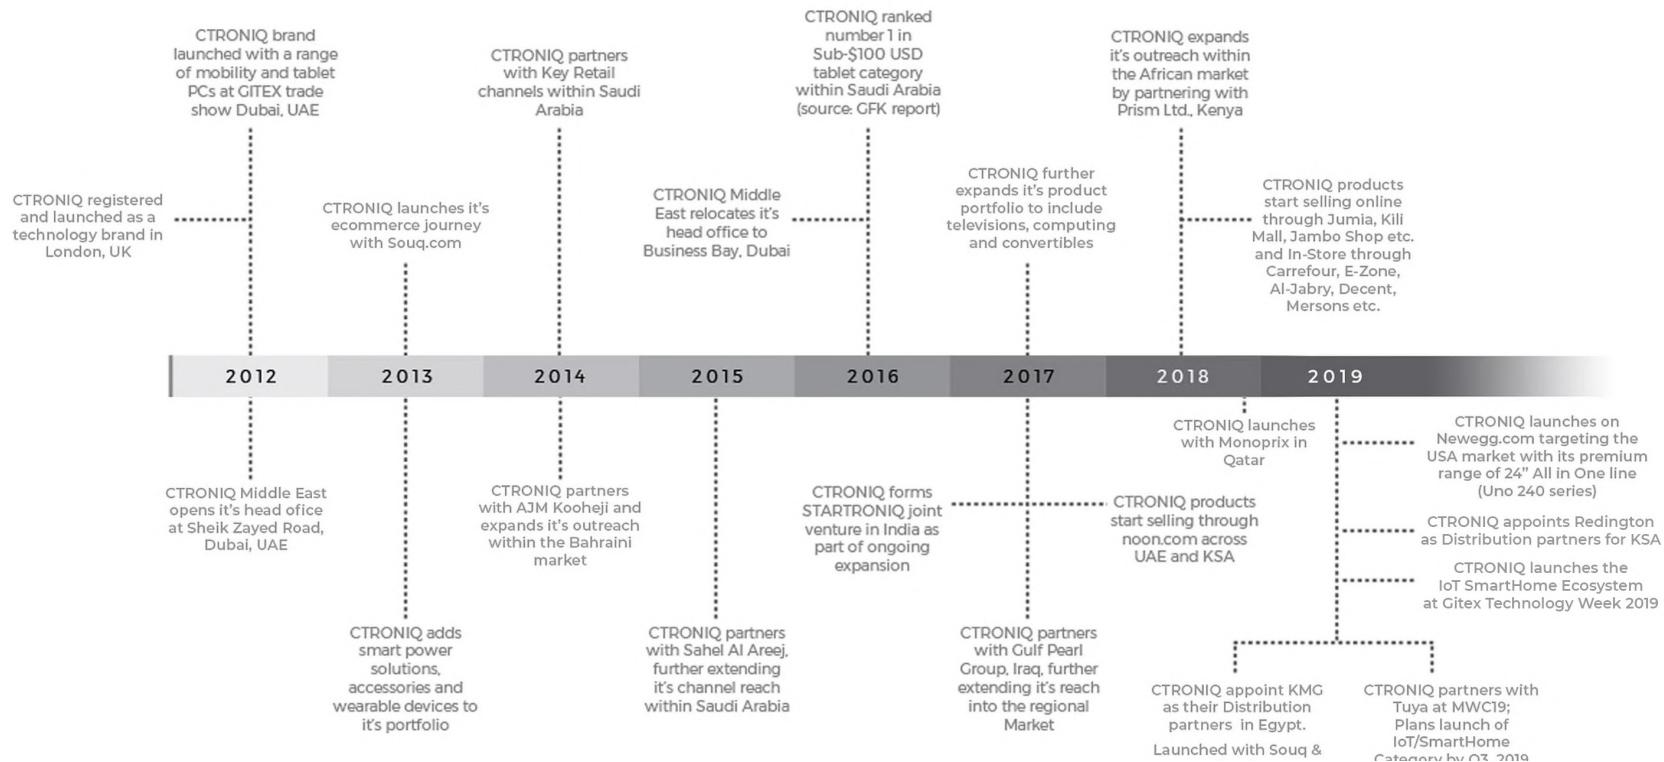 CTRONIQ registered
and launched as a
technology brand in
London, UK
CTRONIQ brand
launched with a range
of mobility and tablet
PCs at GITEX trade
show Dubai, UAE
CTRONIQ launches it's
ecommerce journey
with Souq.com
CTRONIQ partners
with Key Retail
channels within Saudi
Arabia
CTRONIQ Middle
East relocates it's
head office to
Business Bay, Dubai
CTRONIQ ranked
number 1 in
Sub-$100 USD
tablet category
within Saudi Arabia
(source: GFK report)
CTRONIQ further
expands it's product
portfolio to include
televisions, computing
and convertibles
CTRONIQ expands
it's outreach within
the African market
by partnering with
Prism Ltd., Kenya
CTRONIQ products
start selling online
through Jumia, Kili
Mall, Jambo Shop etc.
and In-Store through
Carrefour, E-Zone,
Al-Jabry, Decent,
Mersons etc.
2012 2013 2014 2015 2016 2017 2018 2019
CTRONIQ Middle East
opens it's head ofice
at Sheik Zayed Road,
Dubai, UAE
CTRONIQ adds
smart power
solutions,
accessories and
wearable devices to
it's portfolio
CTRONIQ partners
with AJM Kooheji and
expands it's outreach
within the Bahraini
market
CTRONIQ partners
with Sahel Al Areej,
further extending
it's channel reach
within Saudi Arabia
CTRONIQ forms
STARTRONIQ joint
venture in India as
part of ongoing
expansion
CTRONIQ products
start selling through
noon.com across
UAE and KSA
CTRONIQ partners
with Gulf Pearl
Group, Iraq, further
extending it's reach
into the regional
Market
CTRONIQ launches
with Monoprix in
Qatar
CTRONIQ launches on
Newegg.com targeting the
USA market with its premium
range of 24” All in One line
(Uno 240 series)
CTRONIQ appoints Redington
as Distribution partners for KSA
CTRONIQ launches the
IoT SmartHome Ecosystem
at Gitex Technology Week 2019
CTRONIQ appoint KMG
as their Distribution
partners in Egypt.
Launched with Souq &
CTRONIQ partners with
Tuya at MWC19;
Plans launch of
IoT/SmartHome
Category by Q3, 2019